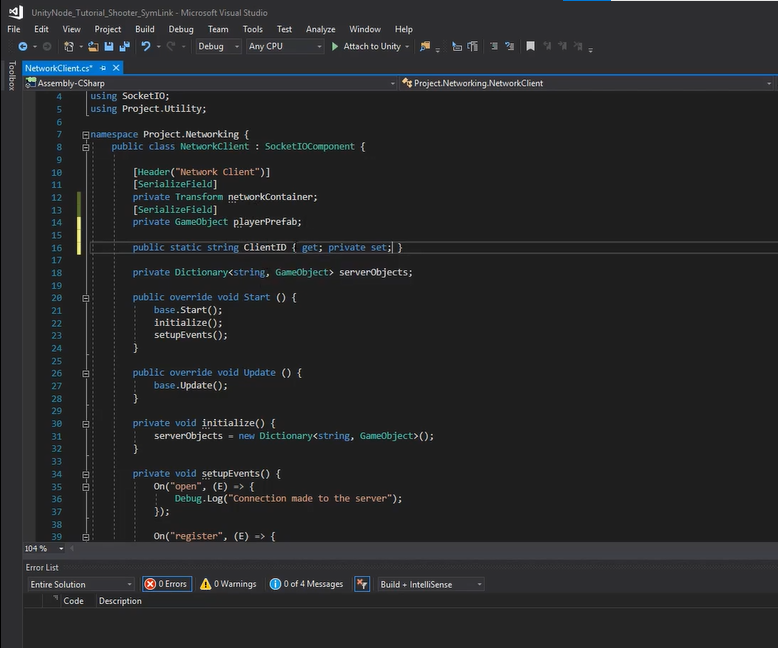 UnityNode_Tutorial_Shooter_SymLink - Microsoft Visual Studio
File Edit View Project Build Debug Team Tools Test Analyze Window Help
Debug Any CPU Attach to Unity
Toolbox
NetworkClient.cs*
Assembly-CSharp Project.Networking.NetworkClient
4 using SocketIO;
5 using Project.Utility;
6
7 namespace Project.Networking {
8 public class NetworkClient : SocketIOComponent {
9
10 [Header("Network Client")]
11 [SerializeField]
12 private Transform networkContainer;
13 [SerializeField]
14 private GameObject playerPrefab;
15
16 public static string ClientID { get; private set; }
17
18 private Dictionary<string, GameObject> serverObjects;
19
20 public override void Start () {
21 base.Start();
22 initialize();
23 setupEvents();
24 }
25
26 public override void Update () {
27 base.Update();
28 }
29
30 private void initialize() {
31 serverObjects = new Dictionary<string, GameObject>();
32 }
33
34 private void setupEvents() {
35 On("open", (E) => {
36 Debug.Log("Connection made to the server");
37 });
38
39 On("register", (E) => {
104 %
Error List
Entire Solution 0 Errors 0 Warnings 0 of 4 Messages Build + IntelliSense
Code Description